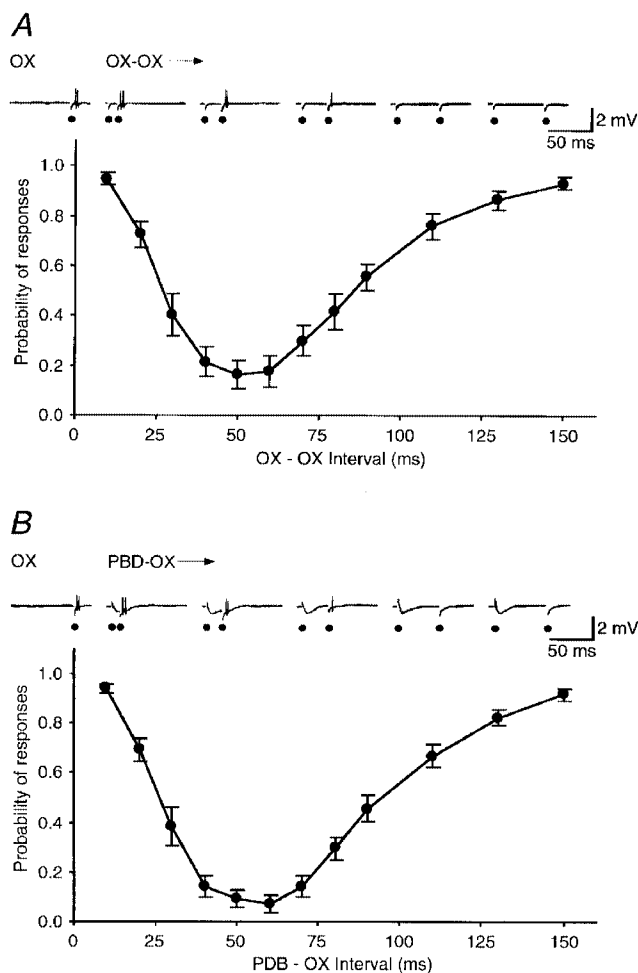 A
OX OX-OX
2 mV
50 ms
1.0
0.8
0.6
0.4
0.2
0.0
Probability of responses
0 25 50 75 100 125 150
OX - OX Interval (ms)
B
OX PBD-OX
2 mV
50 ms
1.0
0.8
0.6
0.4
0.2
0.0
Probability of responses
0 25 50 75 100 125 150
PDB - OX Interval (ms)